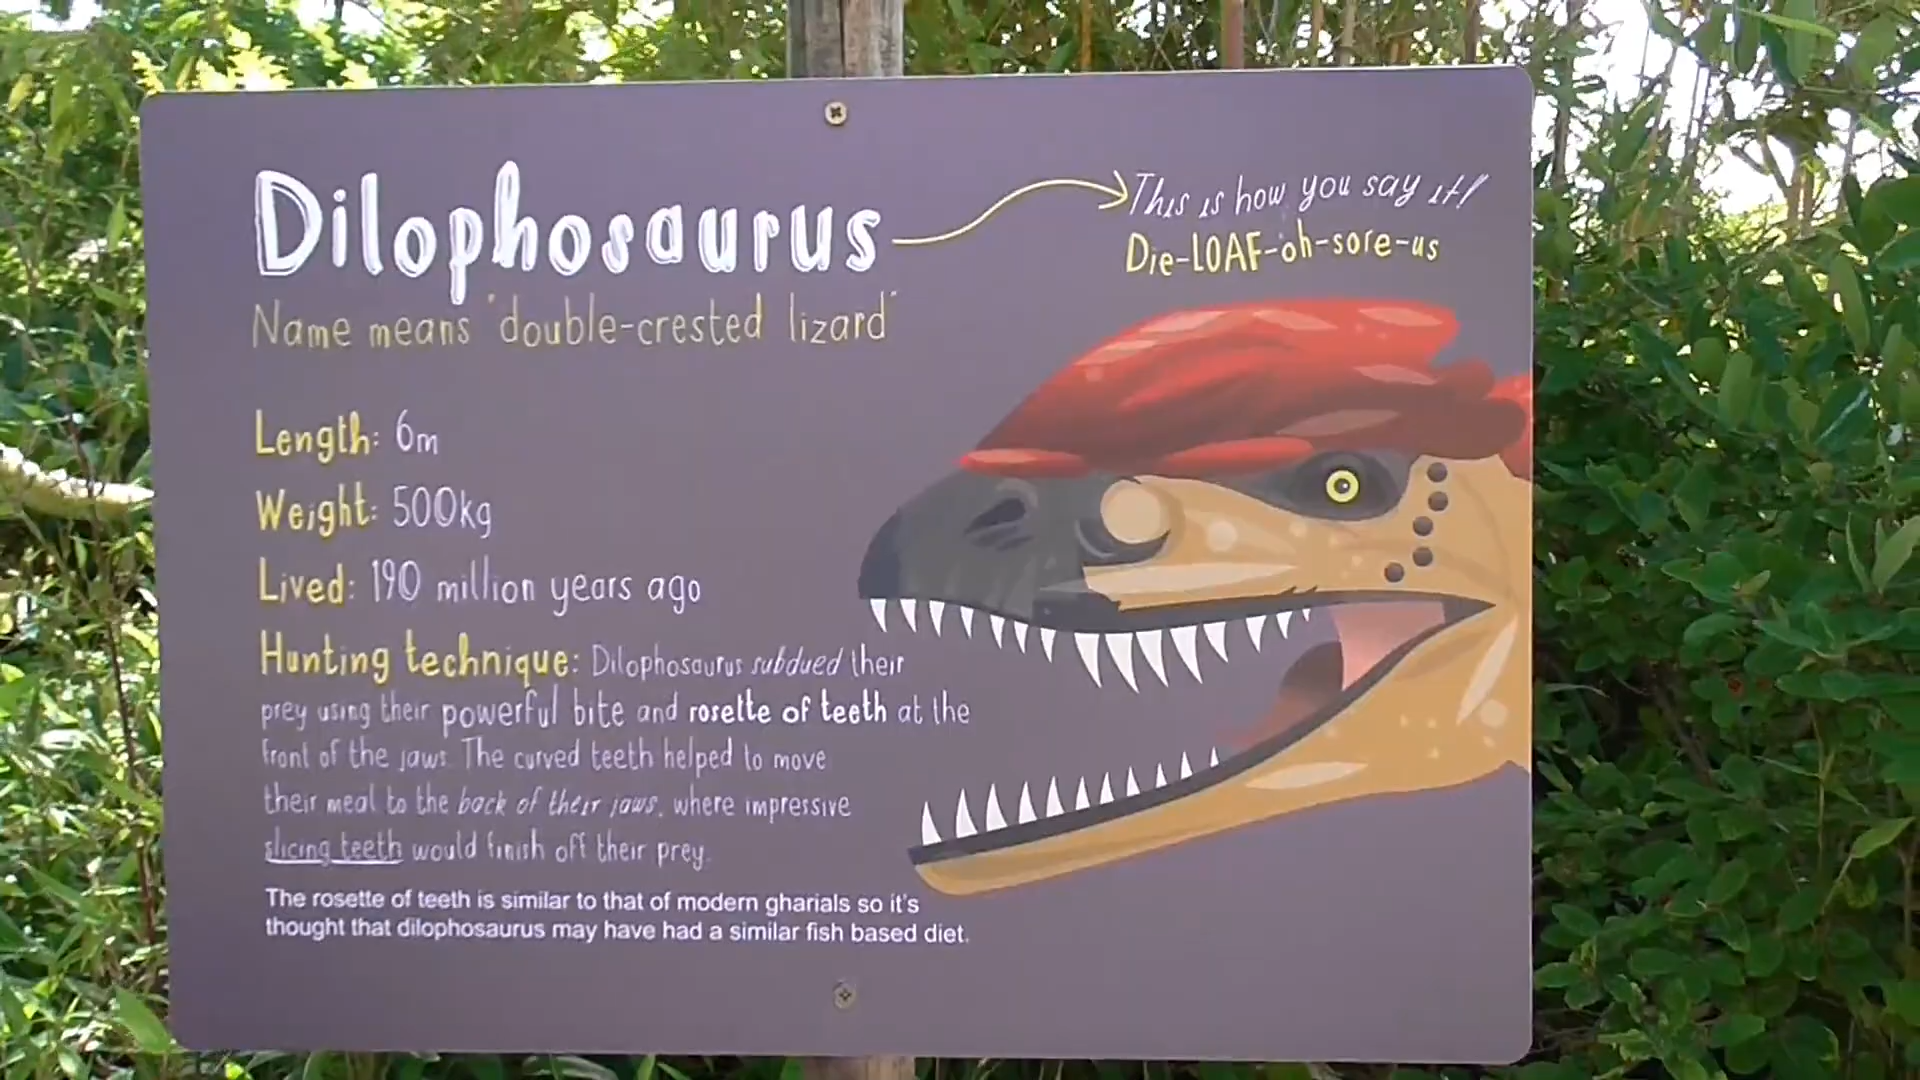 Dilophosaurus
This is how you say it!
Die-LOAF-oh-sore-us
Name means "double-crested lizard"
Length: 6m
Weight: 500kg
Lived: 190 million years ago
Hunting technique: Dilophosaurus subdued their
prey using their powerful bite and rosette of teeth at the
front of the jaws. The curved teeth helped to move
their meal to the back of their jaws, where impressive
slicing teeth would finish off their prey.
The rosette of teeth is similar to that of modern gharials so it's
thought that dilophosaurus may have had a similar fish based diet.